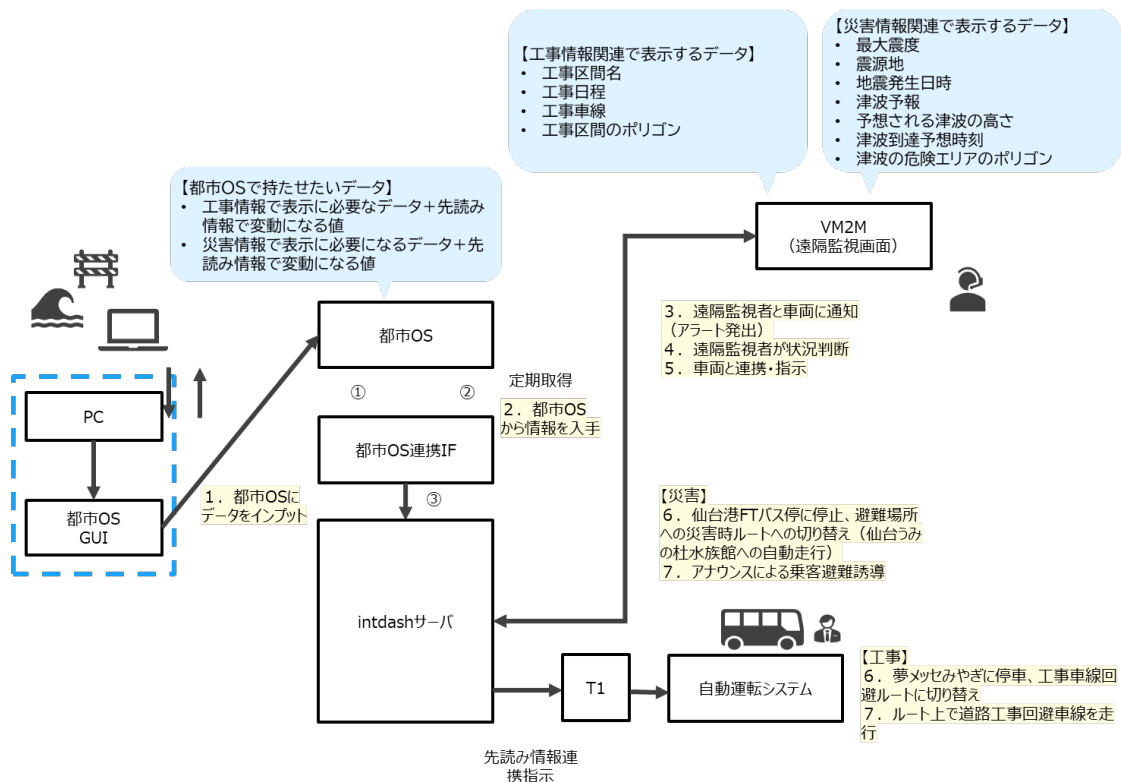 【工事情報関連で表示するデータ】
• 工事区間名
• 工事日程
• 工事車線
• 工事区間のポリゴン
【災害情報関連で表示するデータ】
• 最大震度
• 震源地
• 地震発生日時
• 津波予報
• 予想される津波の高さ
• 津波到達予想時刻
• 津波の危険エリアのポリゴン
【都市OSで持たせたいデータ】
• 工事情報で表示に必要なデータ+先読み
情報で変動になる値
• 災害情報で表示に必要になるデータ+先
読み情報で変動になる値
VM2M
（遠隔監視画面）
都市OS
3．遠隔監視者と車両に通知
（アラート発出）
4．遠隔監視者が状況判断
5．車両と連携・指示
①
②
定期取得
2．都市OS
から情報を入手
PC
都市OS連携IF
都市OS
GUI
1．都市OSに
データをインプット
③
【災害】
6．仙台港FTバス停に停止、避難場所
への災害時ルートへの切り替え（仙台うみ
の杜水族館への自動走行）
7．アナウンスによる乗客避難誘導
intdashサーバ
T1
自動運転システム
【工事】
6．夢メッセみやぎに停車、工事車線回
避ルートに切り替え
7．ルート上で道路工事回避車線を走
行
先読み情報連
携指示